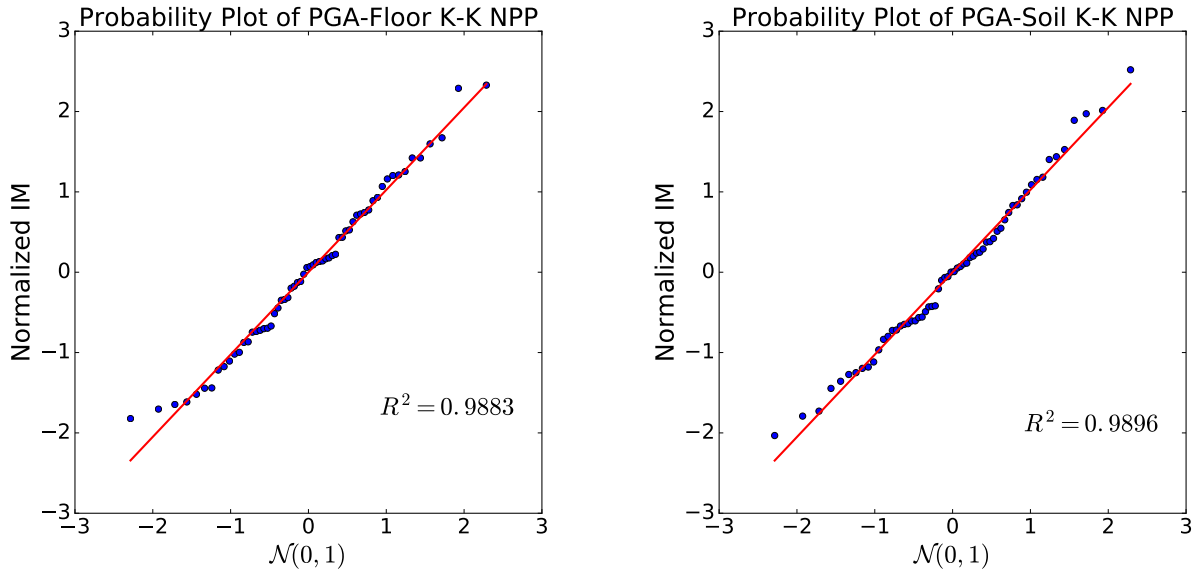 Probability Plot of PGA-Floor K-K NPP
3
2
1
0
−1
−2
−3
Normalized IM
R² = 0.9883
−3 −2 −1 0 1 2 3
𝒩(0, 1)
Probability Plot of PGA-Soil K-K NPP
3
2
1
0
−1
−2
−3
Normalized IM
R² = 0.9896
−3 −2 −1 0 1 2 3
𝒩(0, 1)